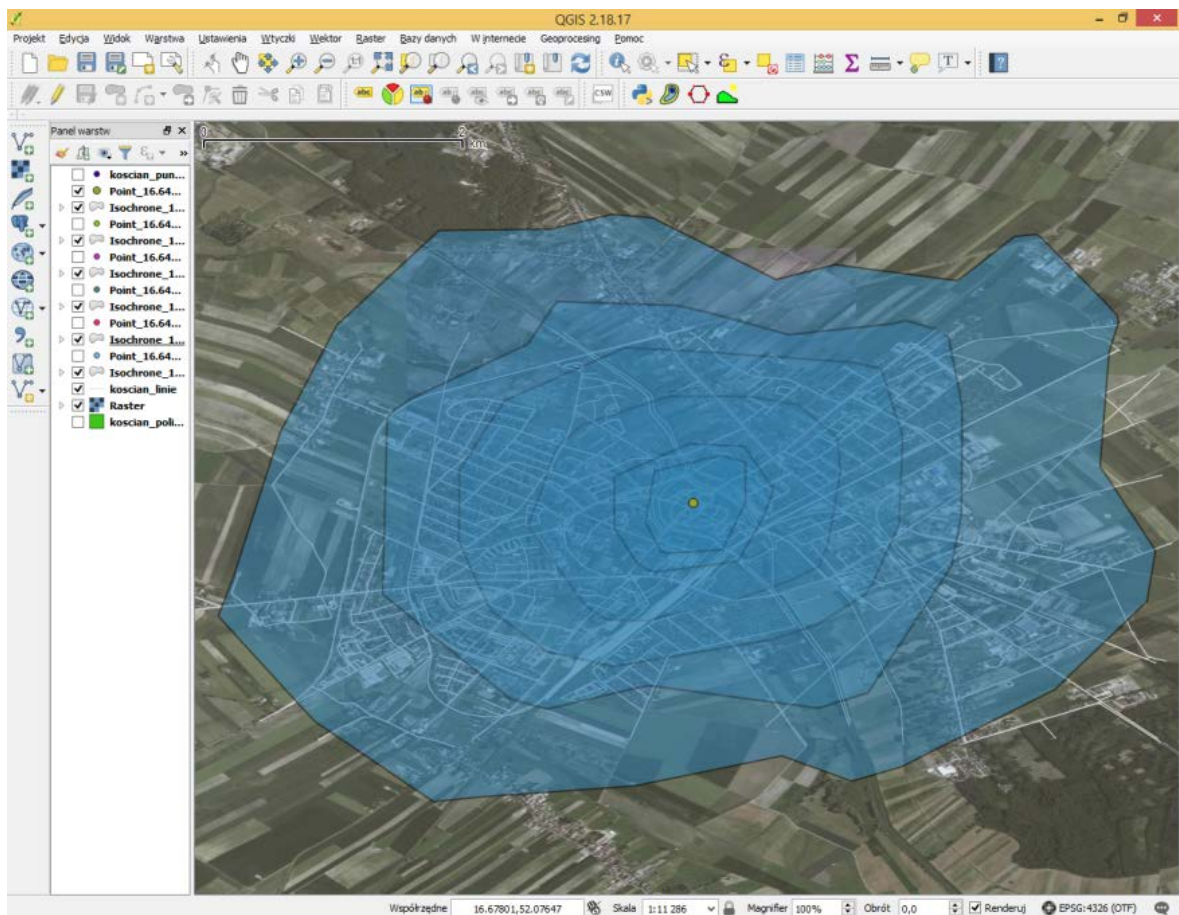 QGIS 2.18.17
Projekt Edycja Widok Warstwa Ustawienia Wtyczki Wektor Raster Bazy danych W internecie Geoprocesing Pomoc
CSW
Panel warstw
0 2
km
koscian_pun...
Point_16.64...
Isochrone_1...
Point_16.64...
Isochrone_1...
Point_16.64...
Isochrone_1...
Point_16.64...
Isochrone_1...
Point_16.64...
Isochrone_1...
Point_16.64...
Isochrone_1...
koscian_linie
Raster
koscian_poli...
Współrzędne 16.67801,52.07647 Skala 1:11 286 Magnifier 100% Obrót 0,0 Renderuj EPSG:4326 (OTF)